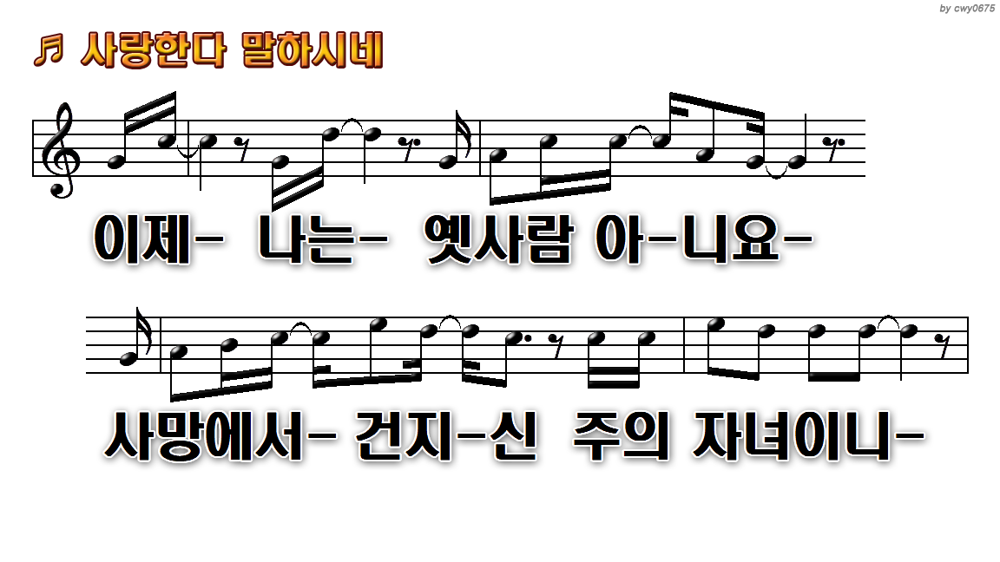 by cwy0675
♬ 사랑한다 말하시네
이제- 나는- 옛사람 아-니요-
사망에서- 건지-신 주의 자녀이니-